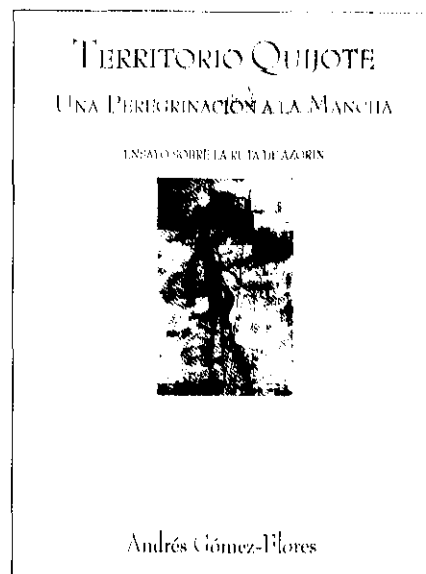 TERRITORIO QUIJOTE
UNA PEREGRINACIÓN A LA MANCHA
ENSAYO SOBRE LA RUTA DE AZORÍN
Andrés Gómez-Flores